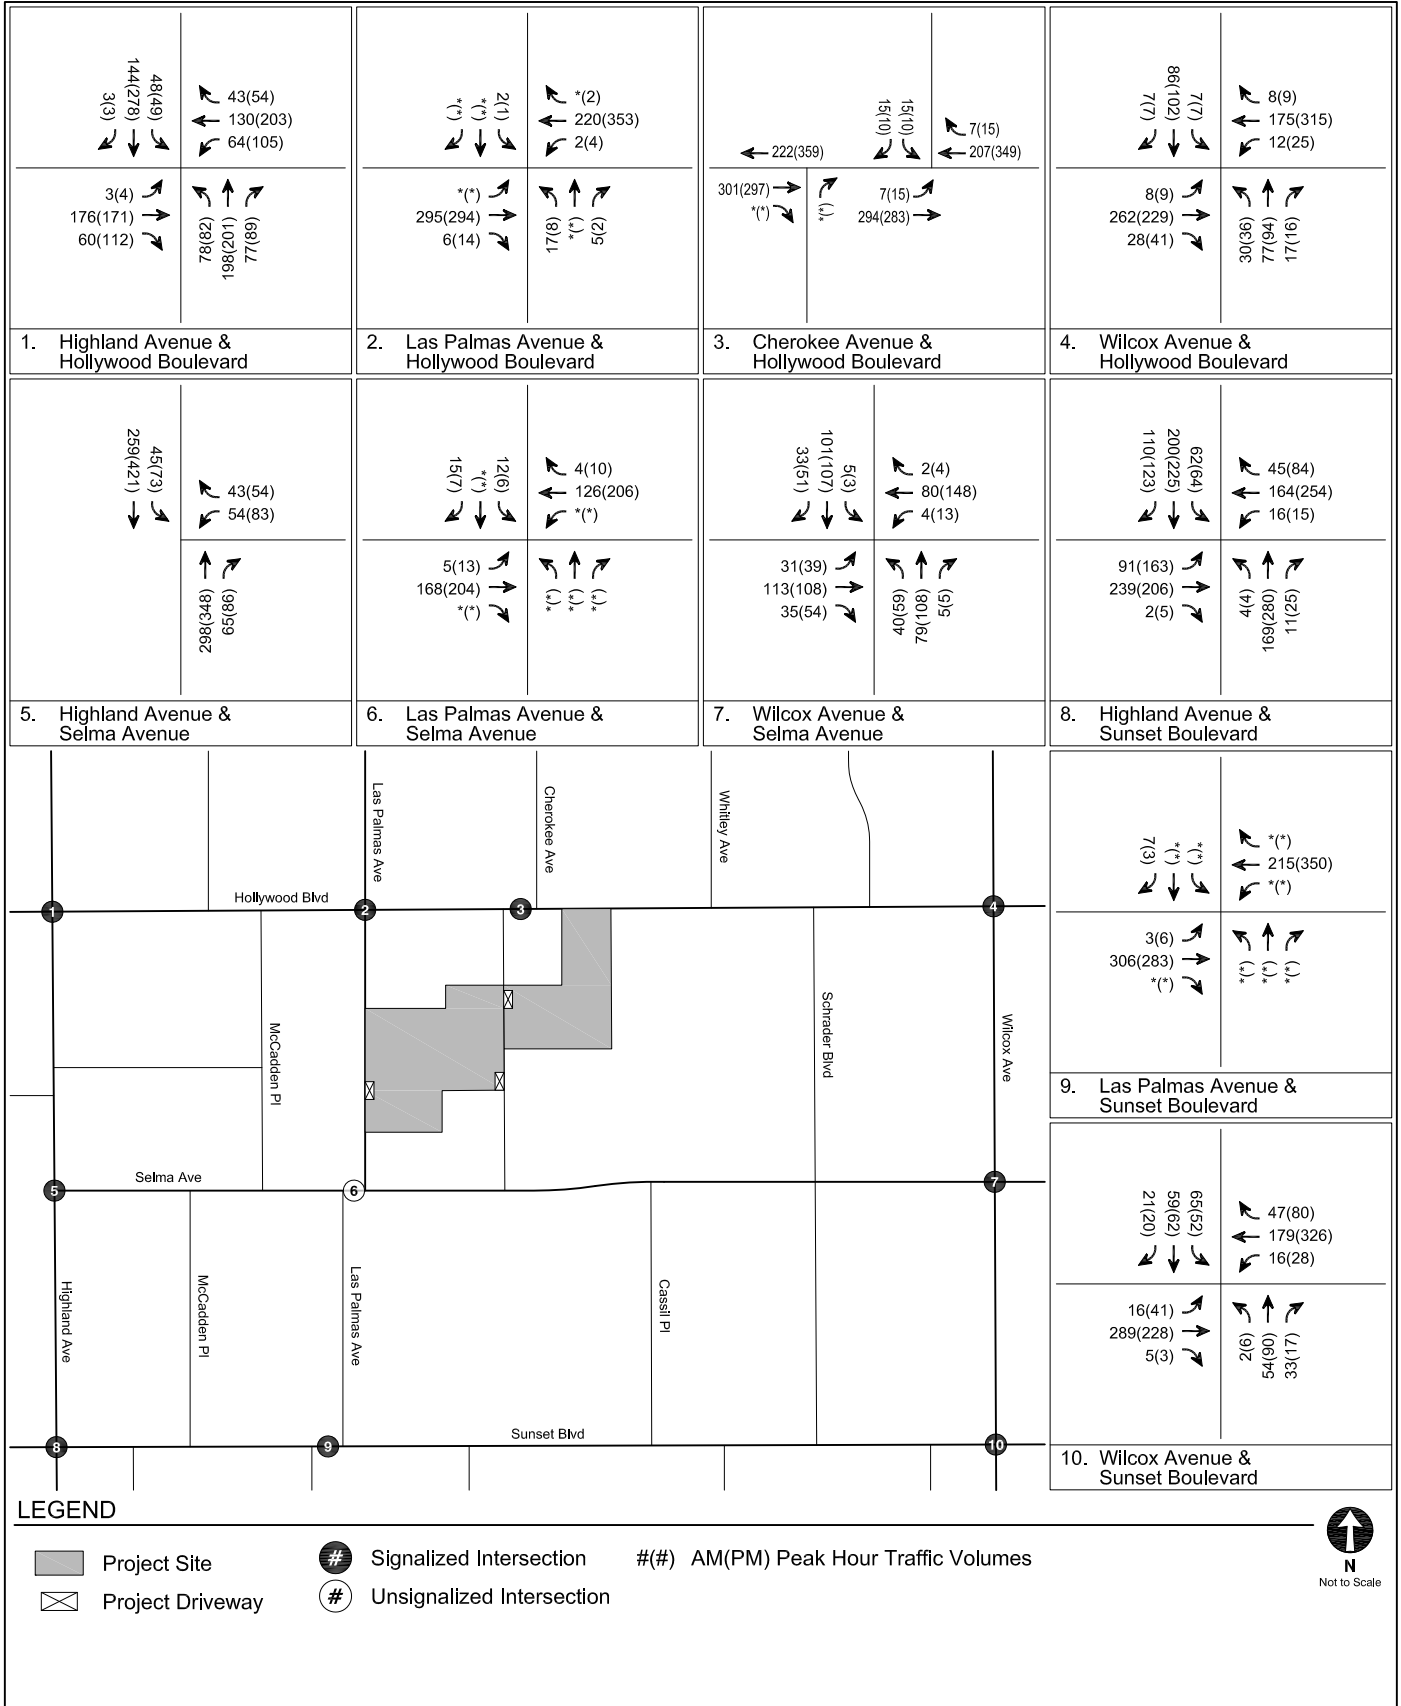 3(3)
144(278)
48(49)
43(54)
130(203)
64(105)
3(4)
176(171)
60(112)
78(82)
198(201)
77(89)
1. Highland Avenue &
Hollywood Boulevard
*(*)
*(*)
2(1)
*(2)
220(353)
2(4)
*(*)
295(294)
6(14)
17(8)
*(*)
5(2)
2. Las Palmas Avenue &
Hollywood Boulevard
15(10)
15(10)
7(15)
207(349)
222(359)
301(297)
*(*)
*(*)
7(15)
294(283)
3. Cherokee Avenue &
Hollywood Boulevard
7(7)
86(102)
7(7)
8(9)
175(315)
12(25)
8(9)
262(229)
28(41)
30(36)
77(94)
17(16)
4. Wilcox Avenue &
Hollywood Boulevard
259(421)
45(73)
43(54)
54(83)
298(348)
65(86)
5. Highland Avenue &
Selma Avenue
15(7)
*(*)
12(6)
4(10)
126(206)
*(*)
5(13)
168(204)
*(*)
*(*)
*(*)
*(*)
6. Las Palmas Avenue &
Selma Avenue
33(51)
101(107)
5(3)
2(4)
80(148)
4(13)
31(39)
113(108)
35(54)
40(59)
79(108)
5(5)
7. Wilcox Avenue &
Selma Avenue
110(123)
200(225)
62(64)
45(84)
164(254)
16(15)
91(163)
239(206)
2(5)
4(4)
169(280)
11(25)
8. Highland Avenue &
Sunset Boulevard
7(3)
*(*)
*(*)
*(*)
215(350)
*(*)
3(6)
306(283)
*(*)
*(*)
*(*)
*(*)
9. Las Palmas Avenue &
Sunset Boulevard
21(20)
59(62)
65(52)
47(80)
179(326)
16(28)
16(41)
289(228)
5(3)
2(6)
54(90)
33(17)
10. Wilcox Avenue &
Sunset Boulevard
Las Palmas Ave
Cherokee Ave
Whitley Ave
Hollywood Blvd
1
2
3
4
McCadden Pl
Schrader Blvd
Wilcox Ave
Selma Ave
5
6
7
Highland Ave
McCadden Pl
Las Palmas Ave
Cassil Pl
Sunset Blvd
8
9
10
LEGEND
Project Site
# Signalized Intersection
#(#) AM(PM) Peak Hour Traffic Volumes
Project Driveway
# Unsignalized Intersection
N
Not to Scale